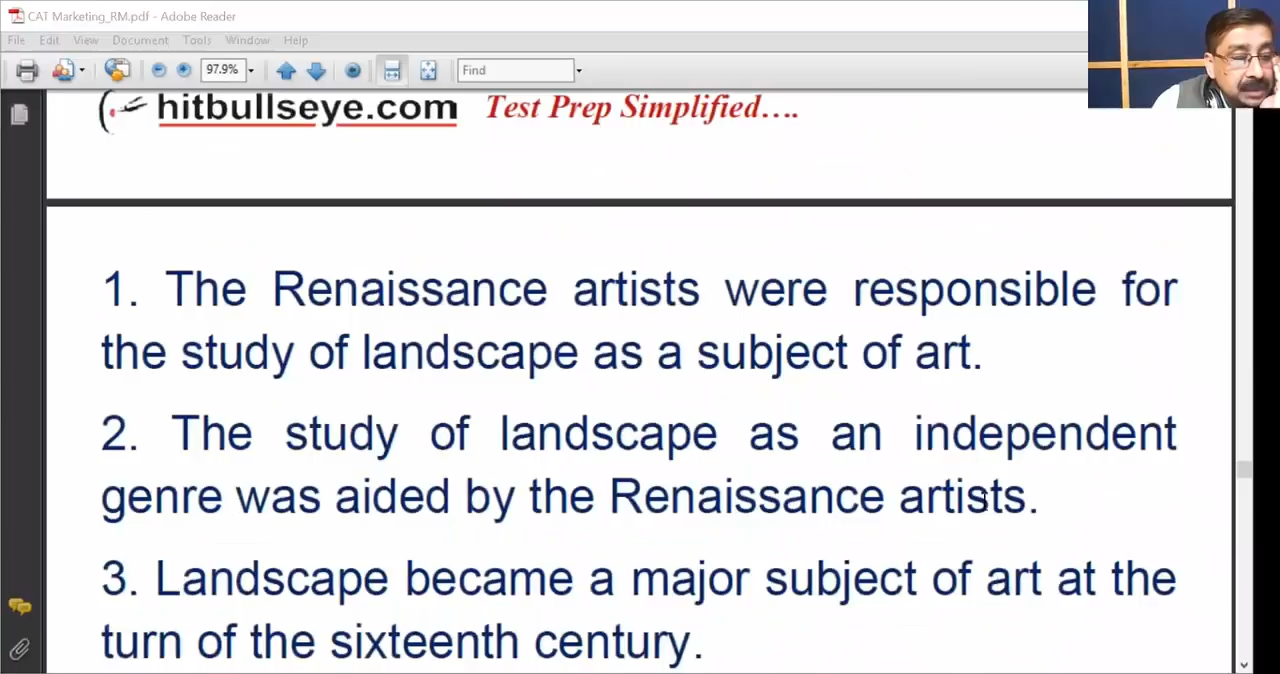 CAT Marketing_RM.pdf - Adobe Reader
File Edit View Document Tools Window Help
97.9% Find
hitbullseye.com Test Prep Simplified....
1. The Renaissance artists were responsible for
the study of landscape as a subject of art.
2. The study of landscape as an independent
genre was aided by the Renaissance artists.
3. Landscape became a major subject of art at the
turn of the sixteenth century.